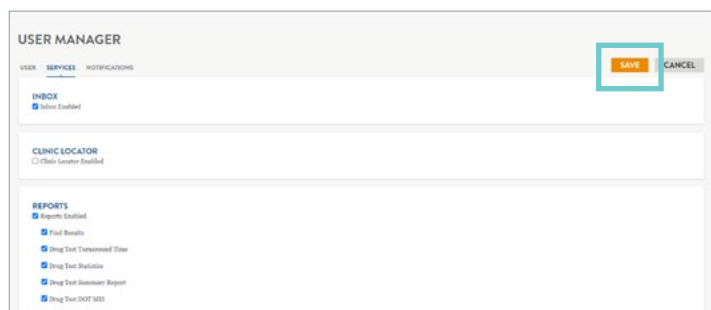 USER MANAGER
USER SERVICES NOTIFICATIONS
SAVE CANCEL
INBOX
Inbox Enabled
CLINIC LOCATOR
Clinic Locator Enabled
REPORTS
Reports Enabled
Find Results
Drug Test Turnaround Time
Drug Test Statistics
Drug Test Summary Report
Drug Test DOT MIS